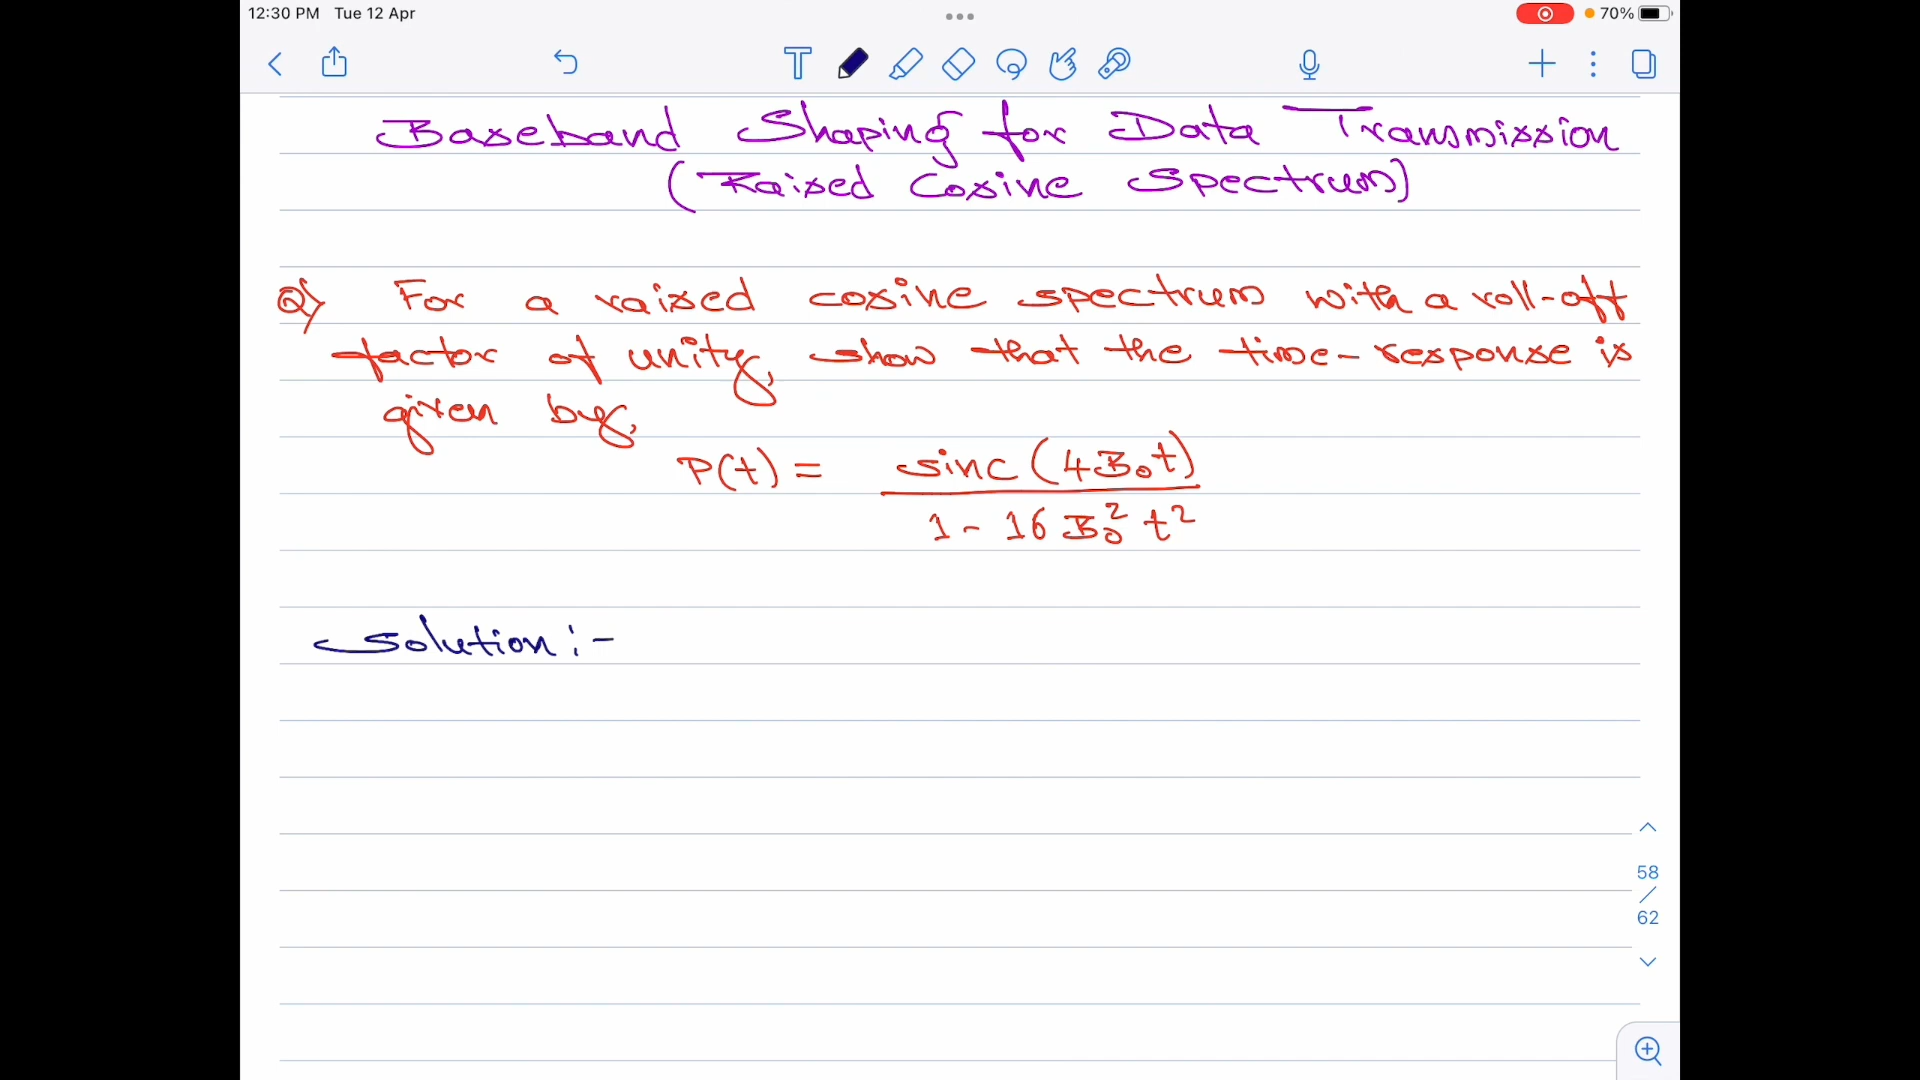 12:30 PM Tue 12 Apr
70%
Baseband Shaping for Data Transmission
(Raised Cosine Spectrum)
Q) For a raised cosine spectrum with a roll-off
factor of unity, show that the time-response is
given by,
P(t) = sinc(4B₀t)
1 - 16 B₀² t²
Solution :-
58
/
62